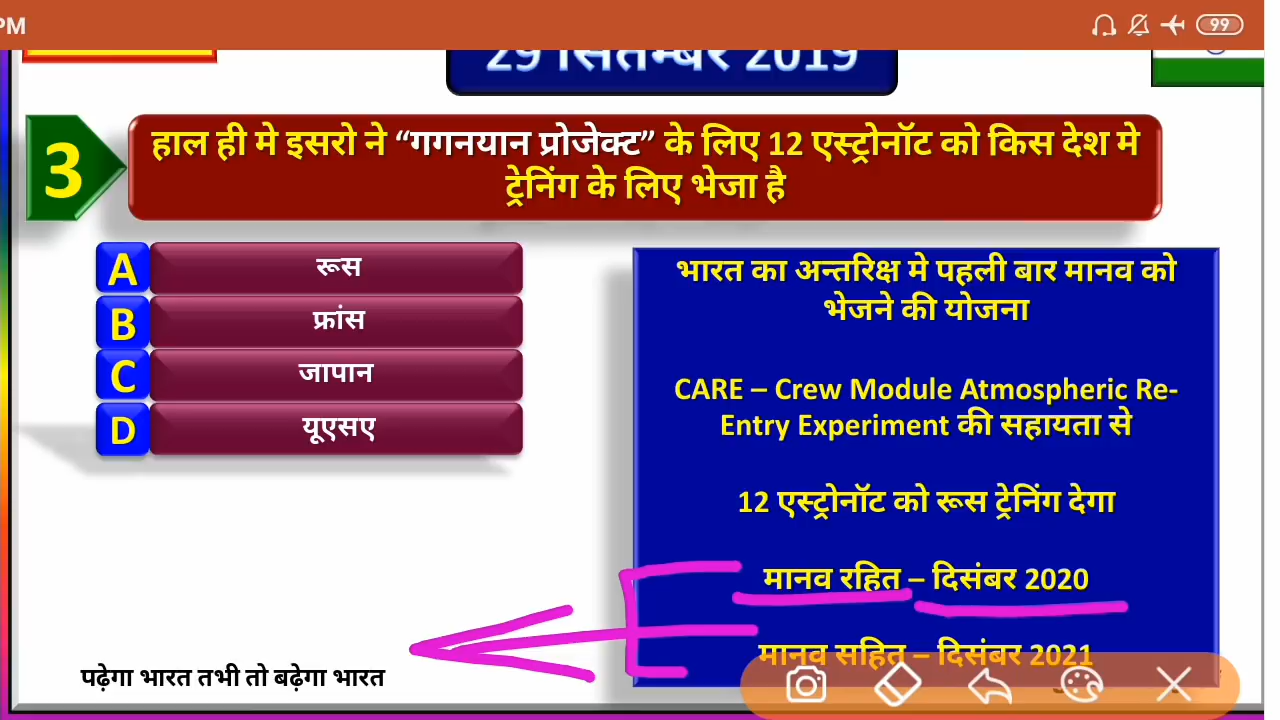 PM
99
29 सितम्बर 2019
3
हाल ही मे इसरो ने “गगनयान प्रोजेक्ट” के लिए 12 एस्ट्रोनॉट को किस देश मे
ट्रेनिंग के लिए भेजा है
A रूस
B फ्रांस
C जापान
D यूएसए
भारत का अन्तरिक्ष मे पहली बार मानव को
भेजने की योजना
CARE – Crew Module Atmospheric Re-
Entry Experiment की सहायता से
12 एस्ट्रोनॉट को रूस ट्रेनिंग देगा
मानव रहित – दिसंबर 2020
मानव सहित – दिसंबर 2021
पढ़ेगा भारत तभी तो बढ़ेगा भारत